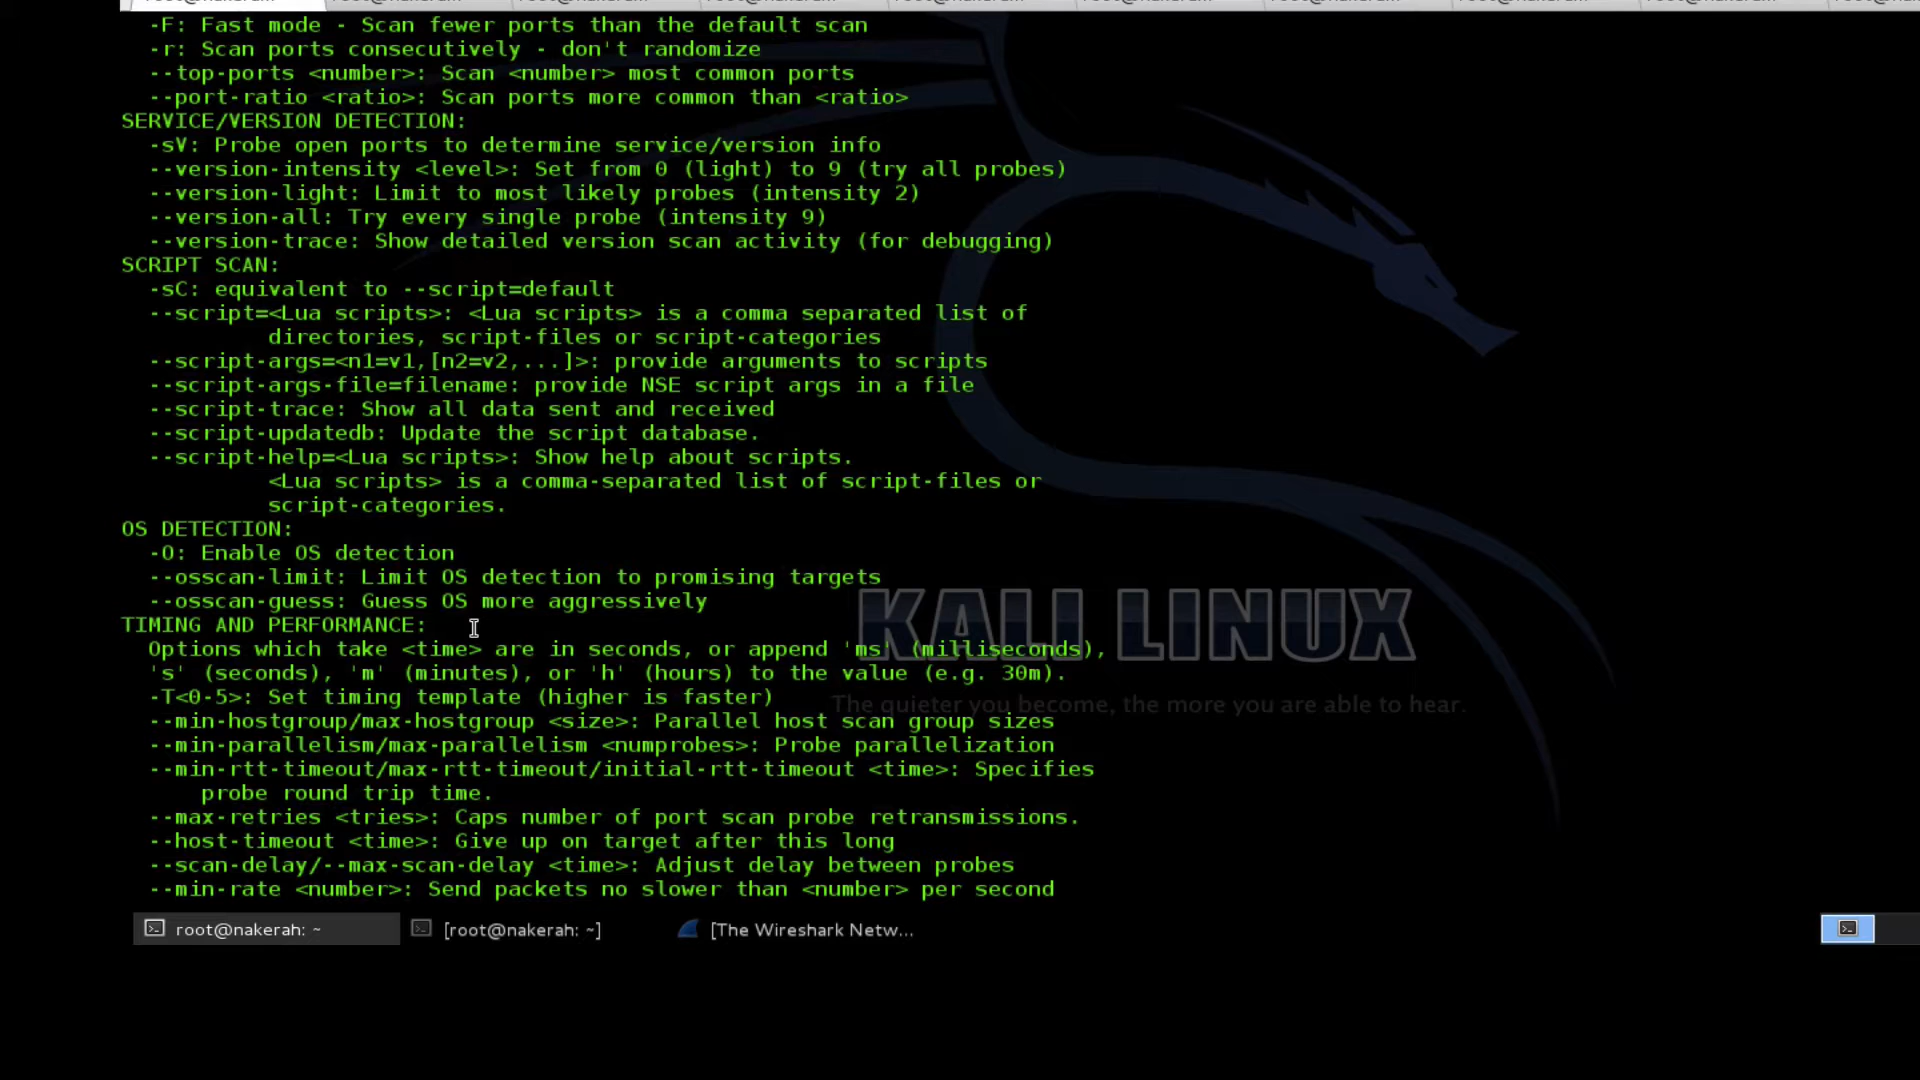 -F: Fast mode - Scan fewer ports than the default scan
-r: Scan ports consecutively - don't randomize
--top-ports <number>: Scan <number> most common ports
--port-ratio <ratio>: Scan ports more common than <ratio>
SERVICE/VERSION DETECTION:
-sV: Probe open ports to determine service/version info
--version-intensity <level>: Set from 0 (light) to 9 (try all probes)
--version-light: Limit to most likely probes (intensity 2)
--version-all: Try every single probe (intensity 9)
--version-trace: Show detailed version scan activity (for debugging)
SCRIPT SCAN:
-sC: equivalent to --script=default
--script=<Lua scripts>: <Lua scripts> is a comma separated list of
directories, script-files or script-categories
--script-args=<n1=v1,[n2=v2,...]>: provide arguments to scripts
--script-args-file=filename: provide NSE script args in a file
--script-trace: Show all data sent and received
--script-updatedb: Update the script database.
--script-help=<Lua scripts>: Show help about scripts.
<Lua scripts> is a comma-separated list of script-files or
script-categories.
OS DETECTION:
-O: Enable OS detection
--osscan-limit: Limit OS detection to promising targets
--osscan-guess: Guess OS more aggressively
TIMING AND PERFORMANCE:
Options which take <time> are in seconds, or append 'ms' (milliseconds),
's' (seconds), 'm' (minutes), or 'h' (hours) to the value (e.g. 30m).
-T<0-5>: Set timing template (higher is faster)
--min-hostgroup/max-hostgroup <size>: Parallel host scan group sizes
--min-parallelism/max-parallelism <numprobes>: Probe parallelization
--min-rtt-timeout/max-rtt-timeout/initial-rtt-timeout <time>: Specifies
probe round trip time.
--max-retries <tries>: Caps number of port scan probe retransmissions.
--host-timeout <time>: Give up on target after this long
--scan-delay/--max-scan-delay <time>: Adjust delay between probes
--min-rate <number>: Send packets no slower than <number> per second
KALI LINUX
The quieter you become, the more you are able to hear.
root@nakerah: ~
[root@nakerah: ~]
[The Wireshark Netw...